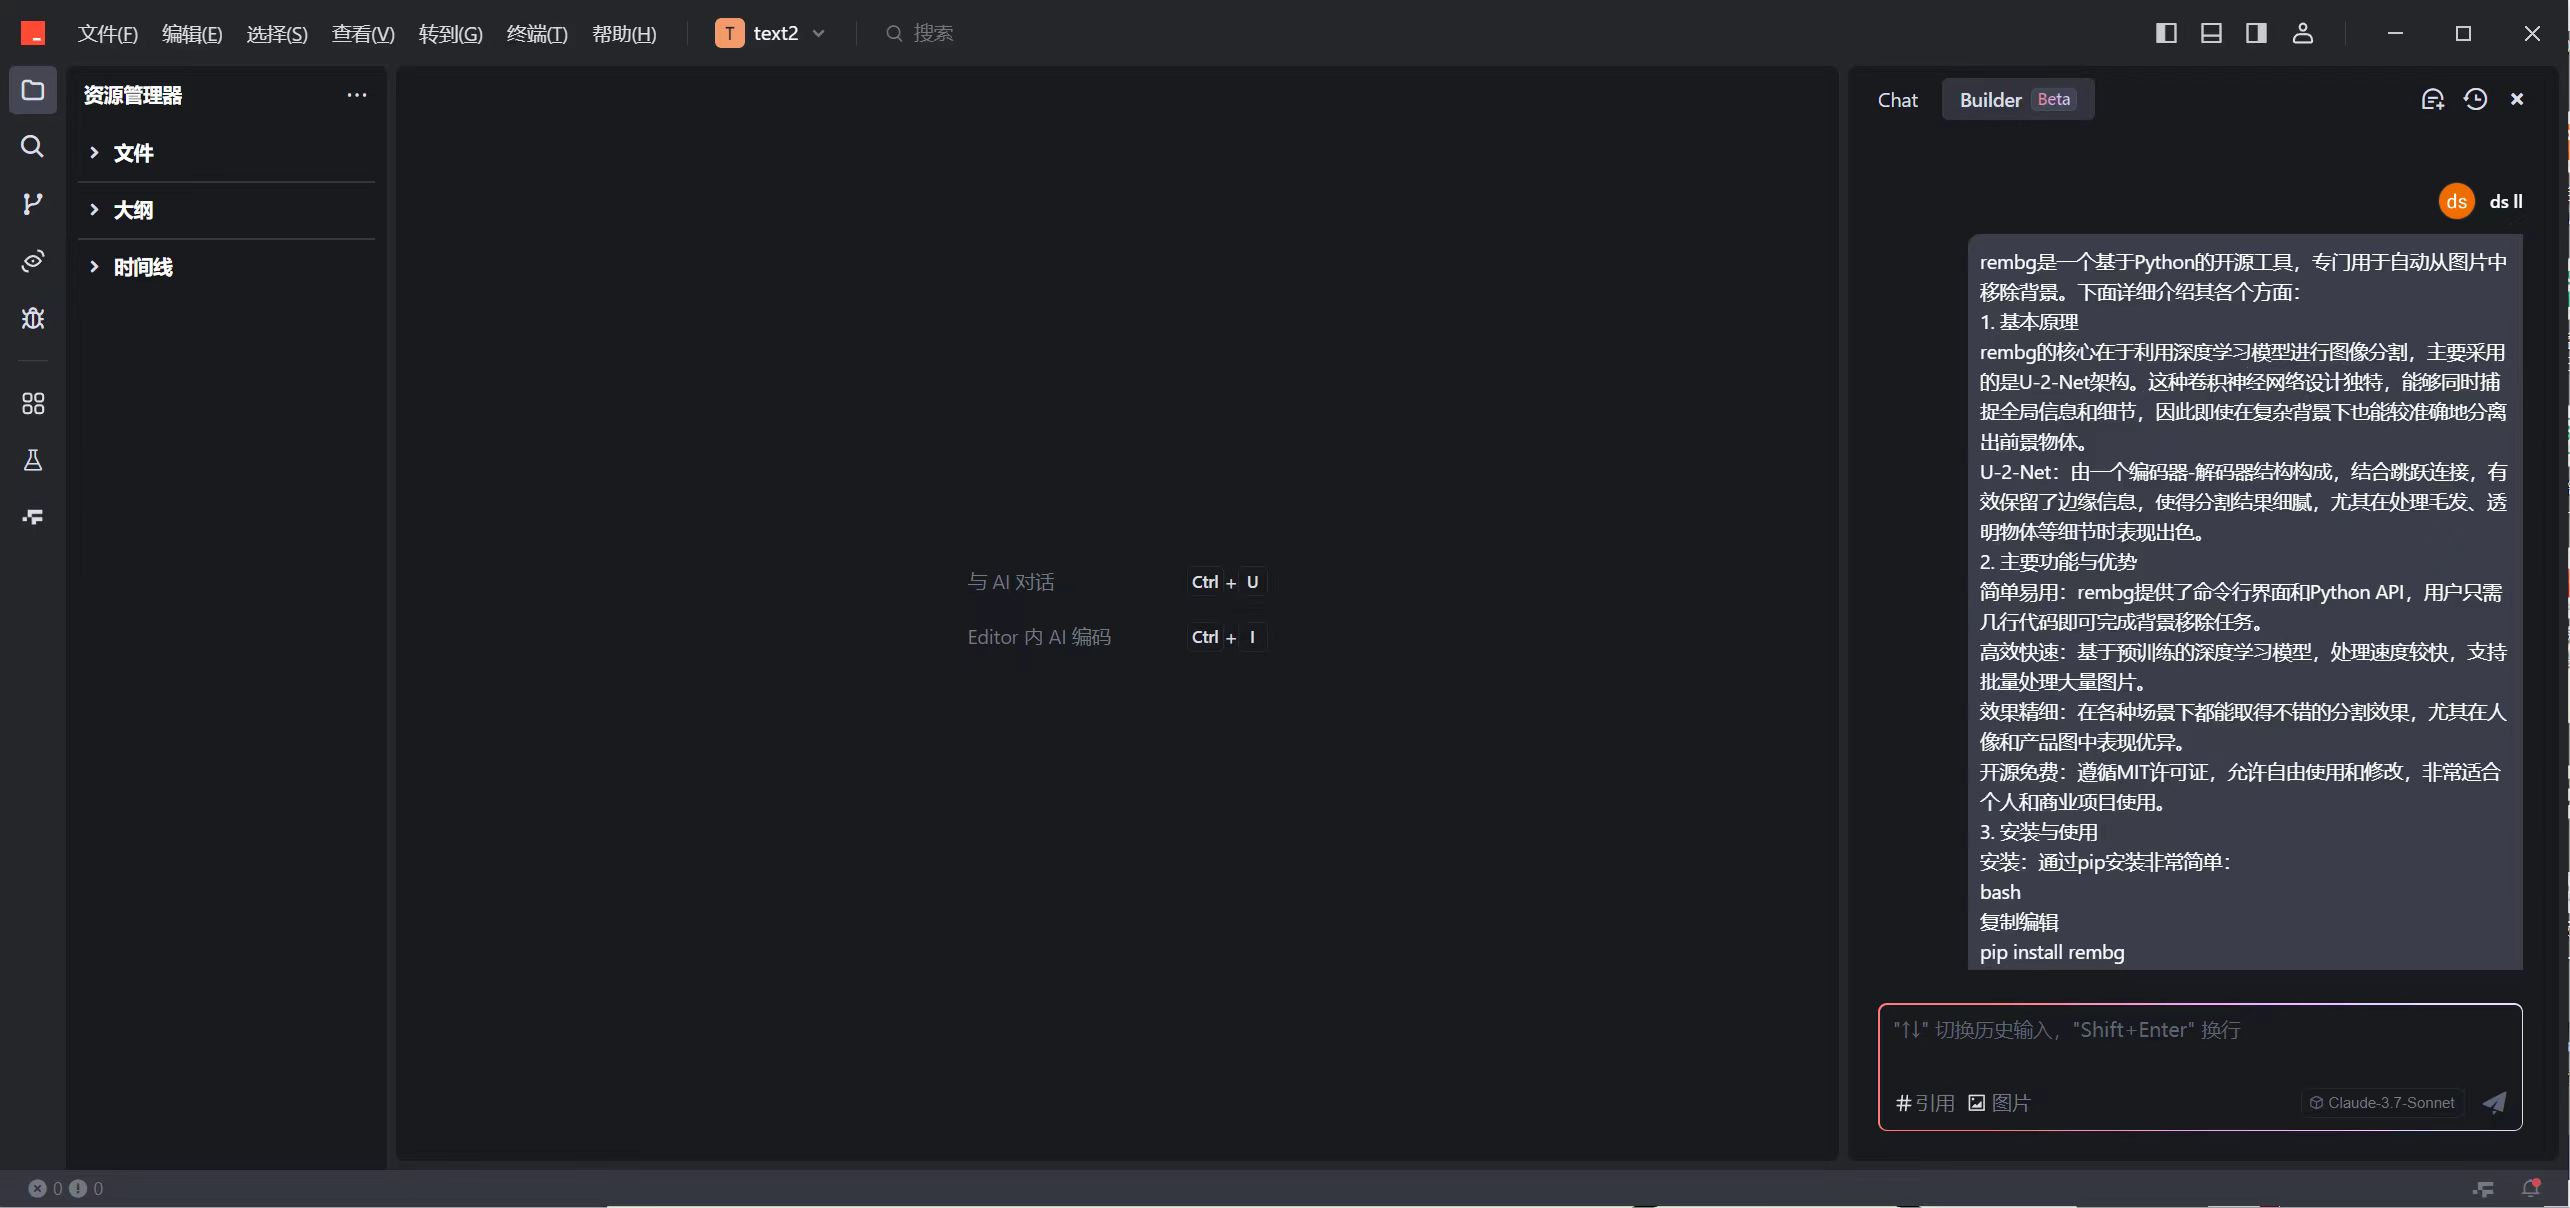 文件(F) 编辑(E) 选择(S) 查看(V) 转到(G) 终端(T) 帮助(H) T text2 搜索
资源管理器
文件
大纲
时间线
与 AI 对话 Ctrl + U
Editor 内 AI 编码 Ctrl + I
Chat Builder Beta
ds ds ll
rembg是一个基于Python的开源工具，专门用于自动从图片中
移除背景。下面详细介绍其各个方面：
1. 基本原理
rembg的核心在于利用深度学习模型进行图像分割，主要采用
的是U-2-Net架构。这种卷积神经网络设计独特，能够同时捕
捉全局信息和细节，因此即使在复杂背景下也能较准确地分离
出前景物体。
U-2-Net：由一个编码器-解码器结构构成，结合跳跃连接，有
效保留了边缘信息，使得分割结果细腻，尤其在处理毛发、透
明物体等细节时表现出色。
2. 主要功能与优势
简单易用：rembg提供了命令行界面和Python API，用户只需
几行代码即可完成背景移除任务。
高效快速：基于预训练的深度学习模型，处理速度较快，支持
批量处理大量图片。
效果精细：在各种场景下都能取得不错的分割效果，尤其在人
像和产品图中表现优异。
开源免费：遵循MIT许可证，允许自由使用和修改，非常适合
个人和商业项目使用。
3. 安装与使用
安装：通过pip安装非常简单：
bash
复制编辑
pip install rembg
"↑↓" 切换历史输入，"Shift+Enter" 换行
#引用 图片 Claude-3.7-Sonnet
0 0